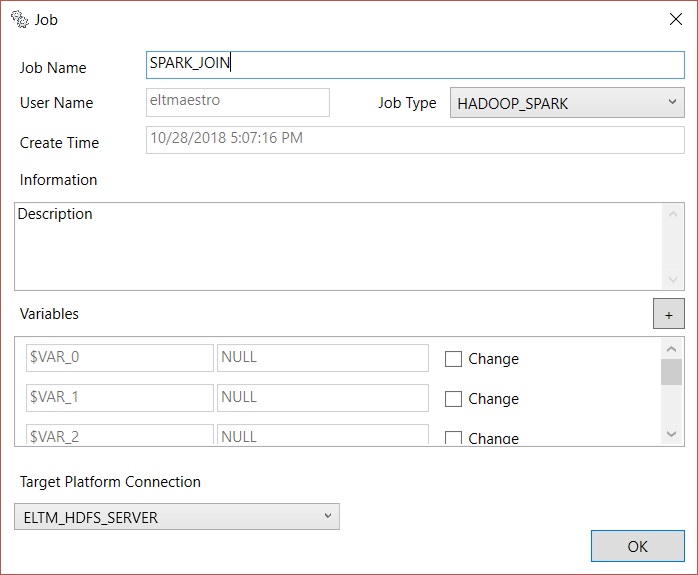 Job
Job Name SPARK_JOIN
User Name eltmaestro Job Type HADOOP_SPARK
Create Time 10/28/2018 5:07:16 PM
Information
Description
Variables +
$VAR_0 NULL Change
$VAR_1 NULL Change
$VAR_2 NULL Change
Target Platform Connection
ELTM_HDFS_SERVER
OK